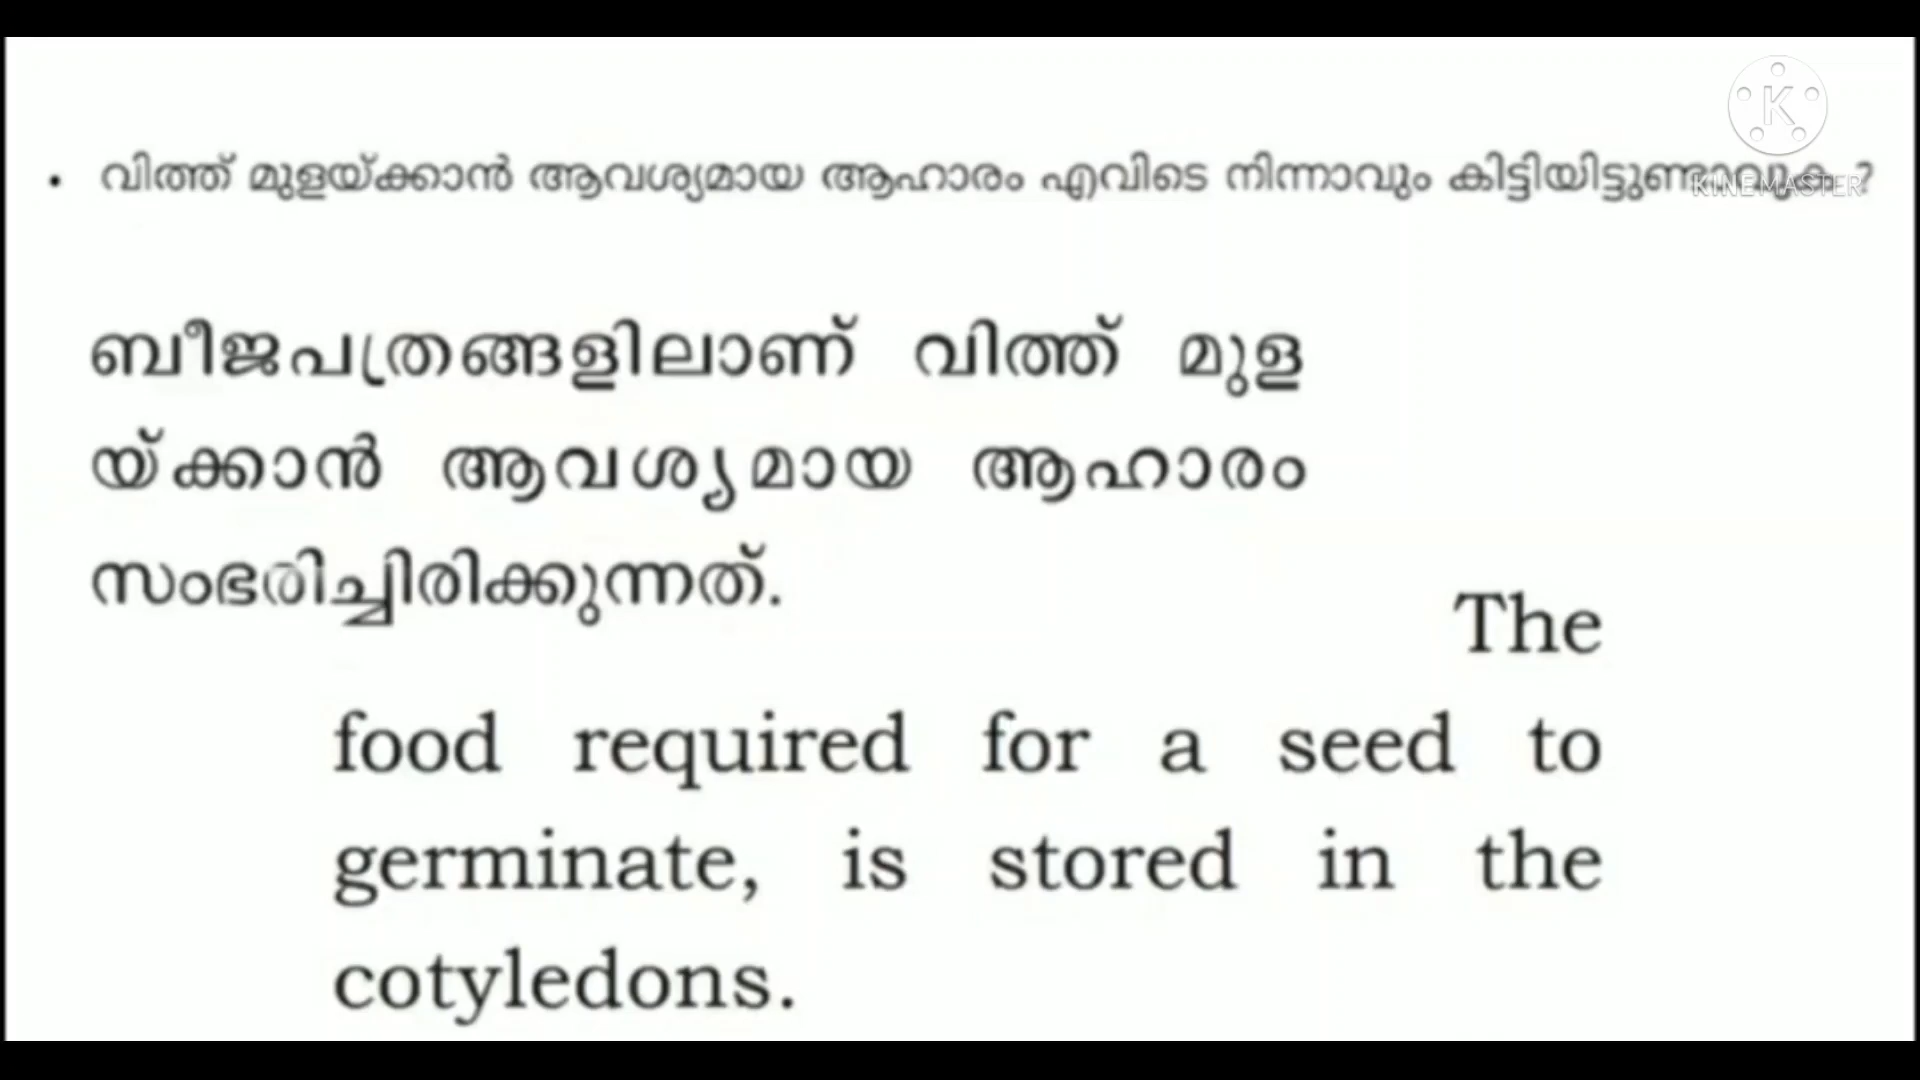 • വിത്ത് മുളയ്ക്കാൻ ആവശ്യമായ ആഹാരം എവിടെ നിന്നാവും കിട്ടിയിട്ടുണ്ടാവുക ?
K
KINEMASTER
ബീജപത്രങ്ങളിലാണ് വിത്ത് മുള
യ്ക്കാൻ ആവശ്യമായ ആഹാരം
സംഭരിച്ചിരിക്കുന്നത്.
The
food required for a seed to
germinate, is stored in the
cotyledons.